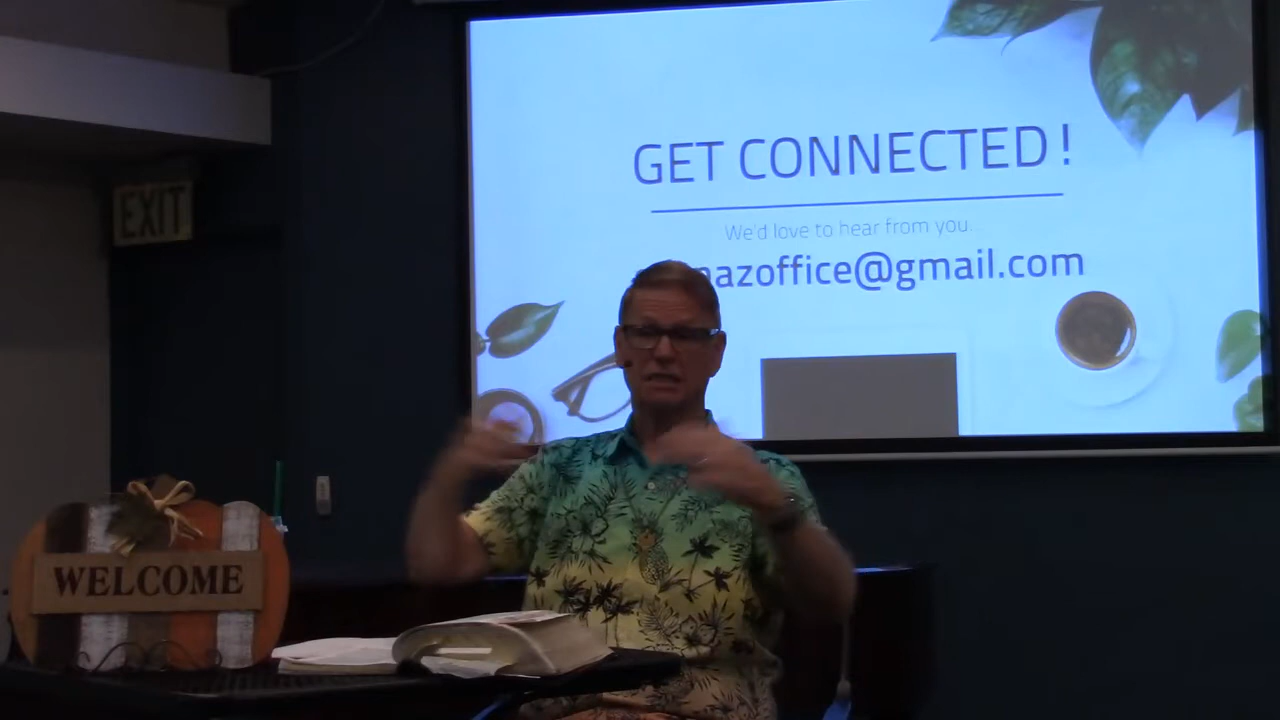 GET CONNECTED!
We'd love to hear from you.
azoffice@gmail.com
EXIT
WELCOME